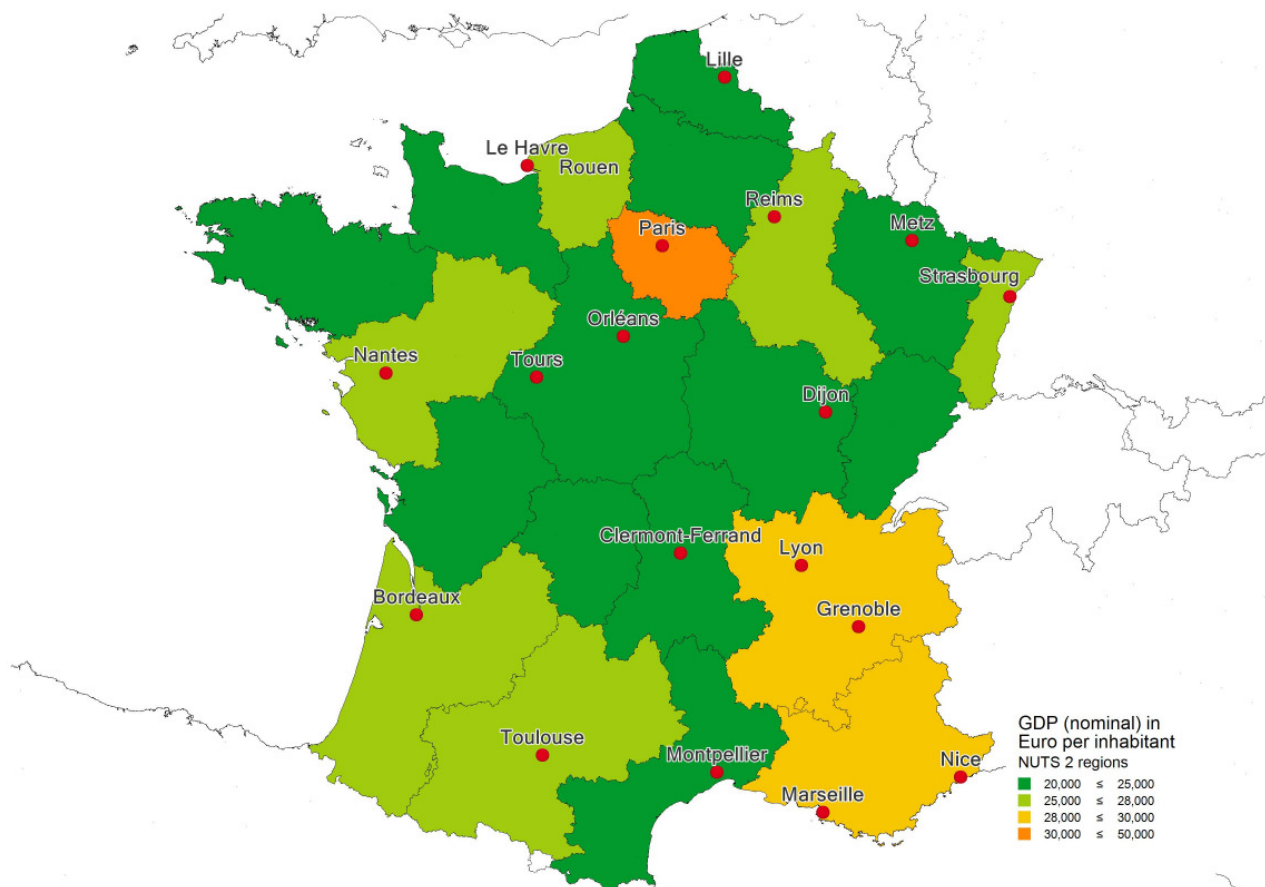 Lille
Le Havre
Rouen
Reims
Paris
Metz
Strasbourg
Orléans
Nantes
Tours
Dijon
Clermont-Ferrand
Lyon
Bordeaux
Grenoble
Toulouse
Montpellier
Nice
Marseille
GDP (nominal) in
Euro per inhabitant
NUTS 2 regions
20,000 ≤ 25,000
25,000 ≤ 28,000
28,000 ≤ 30,000
30,000 ≤ 50,000